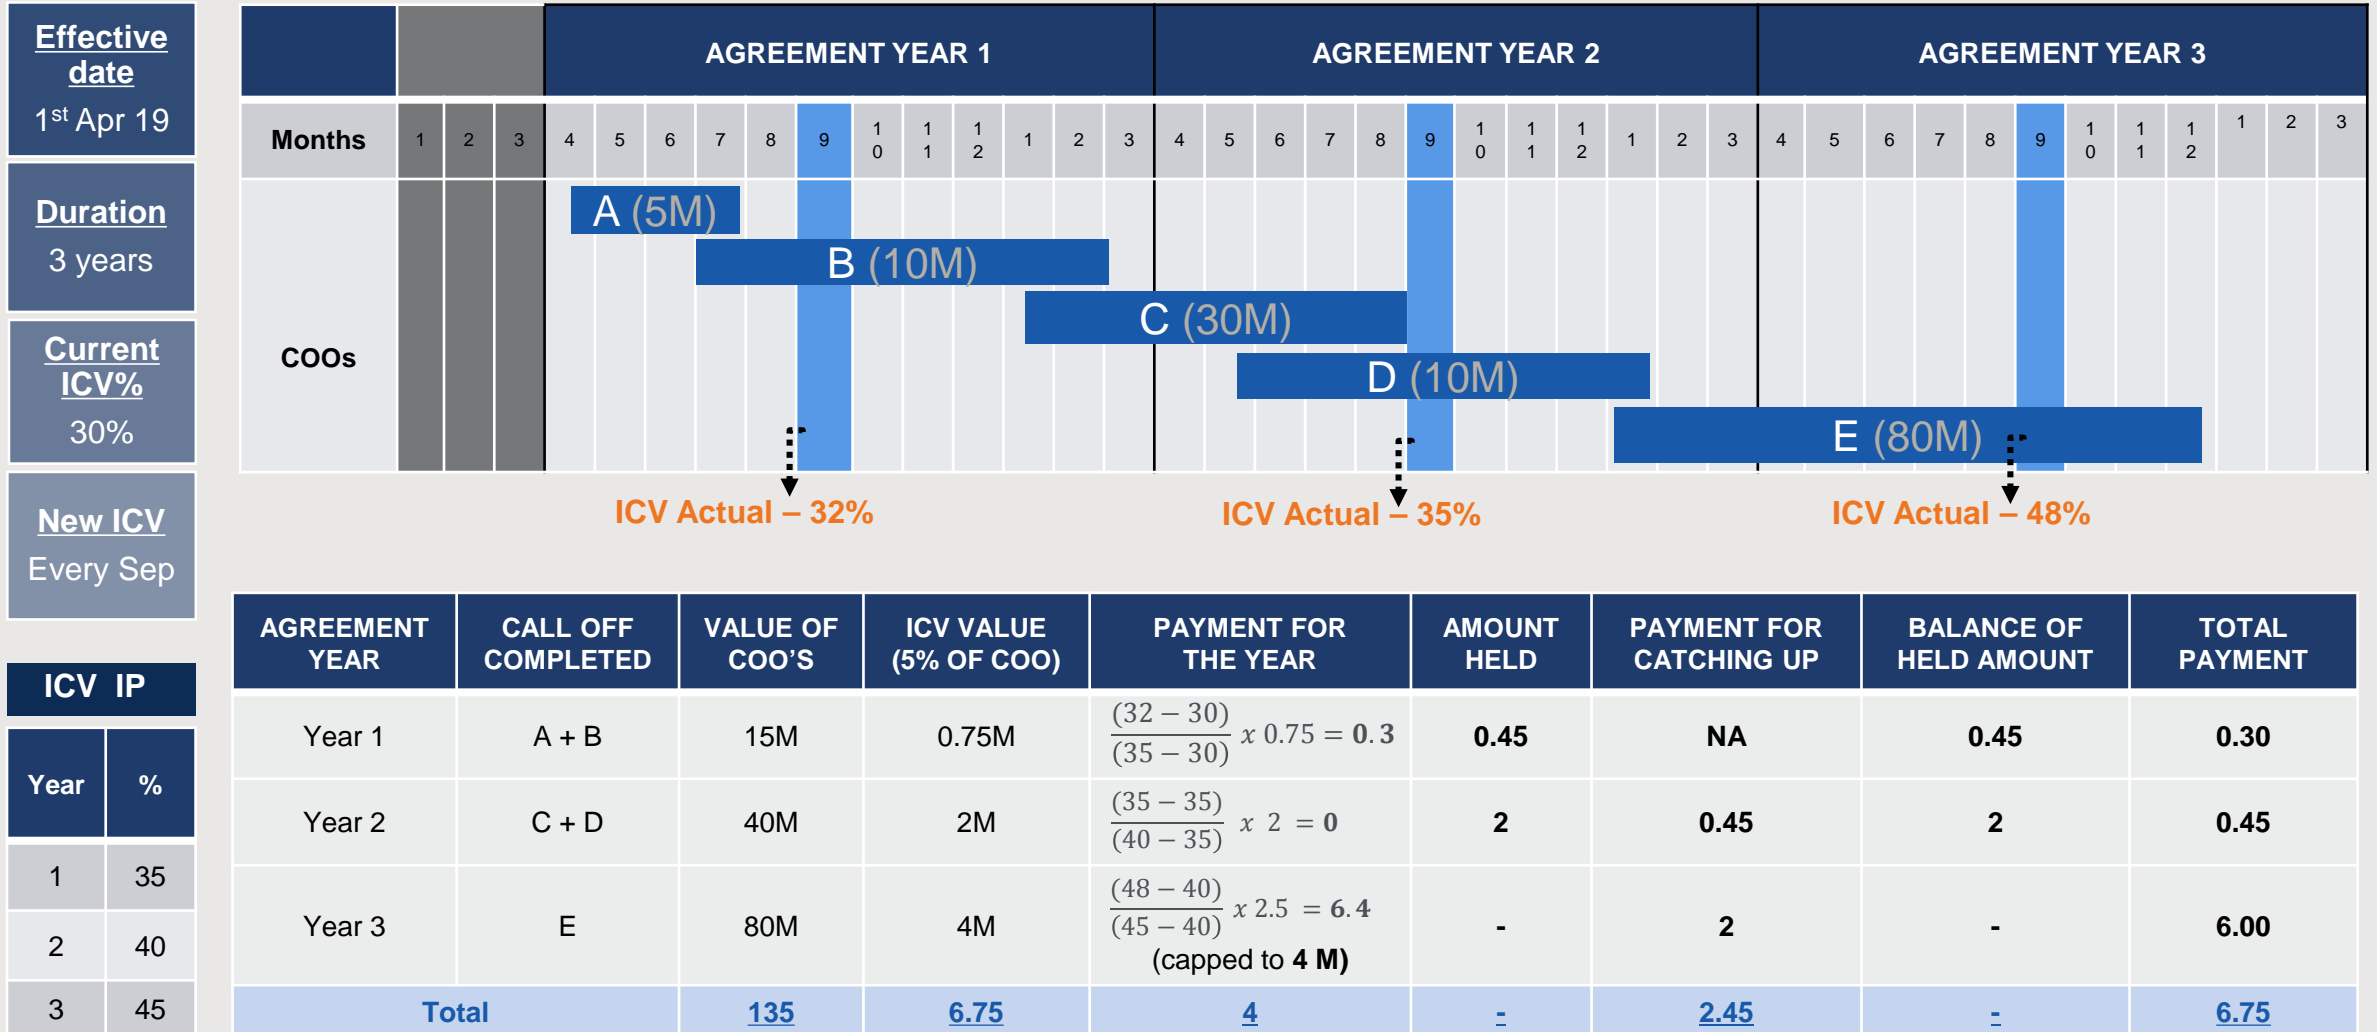 Effective
date
1st Apr 19
Duration
3 years
Current
ICV%
30%
New ICV
Every Sep
ICV IP
Year %
1 35
2 40
3 45
AGREEMENT YEAR 1 AGREEMENT YEAR 2 AGREEMENT YEAR 3
Months 1 2 3 4 5 6 7 8 9 10 11 12 1 2 3 4 5 6 7 8 9 10 11 12 1 2 3 4 5 6 7 8 9 10 11 12 1 2 3
COOs
A (5M)
B (10M)
C (30M)
D (10M)
E (80M)
ICV Actual – 32% ICV Actual – 35% ICV Actual – 48%
AGREEMENT CALL OFF VALUE OF ICV VALUE PAYMENT FOR AMOUNT PAYMENT FOR BALANCE OF TOTAL
YEAR COMPLETED COO'S (5% OF COO) THE YEAR HELD CATCHING UP HELD AMOUNT PAYMENT
Year 1 A + B 15M 0.75M (32 – 30) / (35 – 30) x 0.75 = 0.3 0.45 NA 0.45 0.30
Year 2 C + D 40M 2M (35 – 35) / (40 – 35) x 2 = 0 2 0.45 2 0.45
Year 3 E 80M 4M (48 – 40) / (45 – 40) x 2.5 = 6.4 - 2 - 6.00
(capped to 4 M)
Total 135 6.75 4 - 2.45 - 6.75